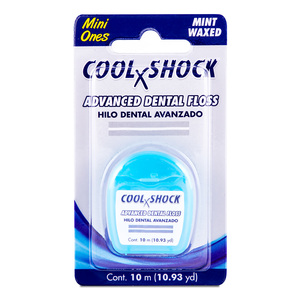 Mini
Ones
MINT
WAXED
COOL X SHOCK
ADVANCED DENTAL FLOSS
HILO DENTAL AVANZADO
COOL X SHOCK
ADVANCED DENTAL FLOSS
HILO DENTAL AVANZADO
Cont. 10 m (10.93 yd)
Cont. 10 m (10.93 yd)